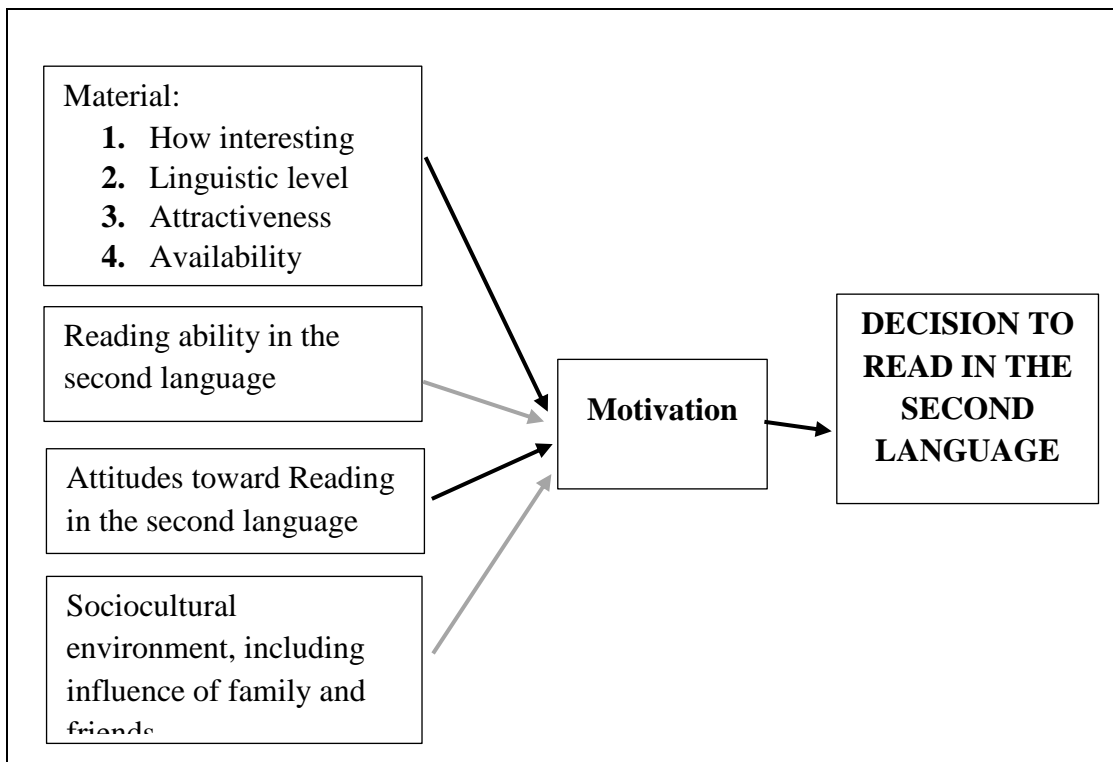 Material:
1. How interesting
2. Linguistic level
3. Attractiveness
4. Availability
Reading ability in the
second language
Attitudes toward Reading
in the second language
Sociocultural
environment, including
influence of family and
friends
Motivation
DECISION TO
READ IN THE
SECOND
LANGUAGE